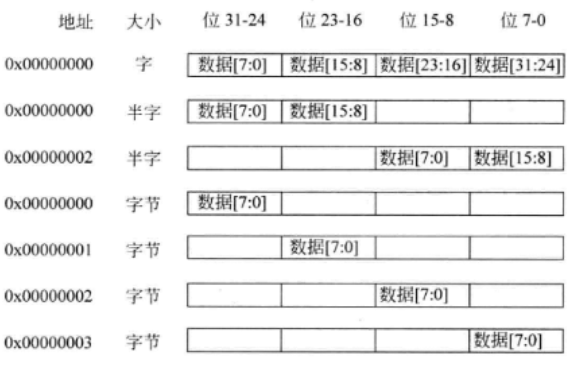 地址 大小 位 31-24 位 23-16 位 15-8 位 7-0
0x00000000 字 数据[7:0] 数据[15:8] 数据[23:16] 数据[31:24]
0x00000000 半字 数据[7:0] 数据[15:8]
0x00000002 半字 数据[7:0] 数据[15:8]
0x00000000 字节 数据[7:0]
0x00000001 字节 数据[7:0]
0x00000002 字节 数据[7:0]
0x00000003 字节 数据[7:0]